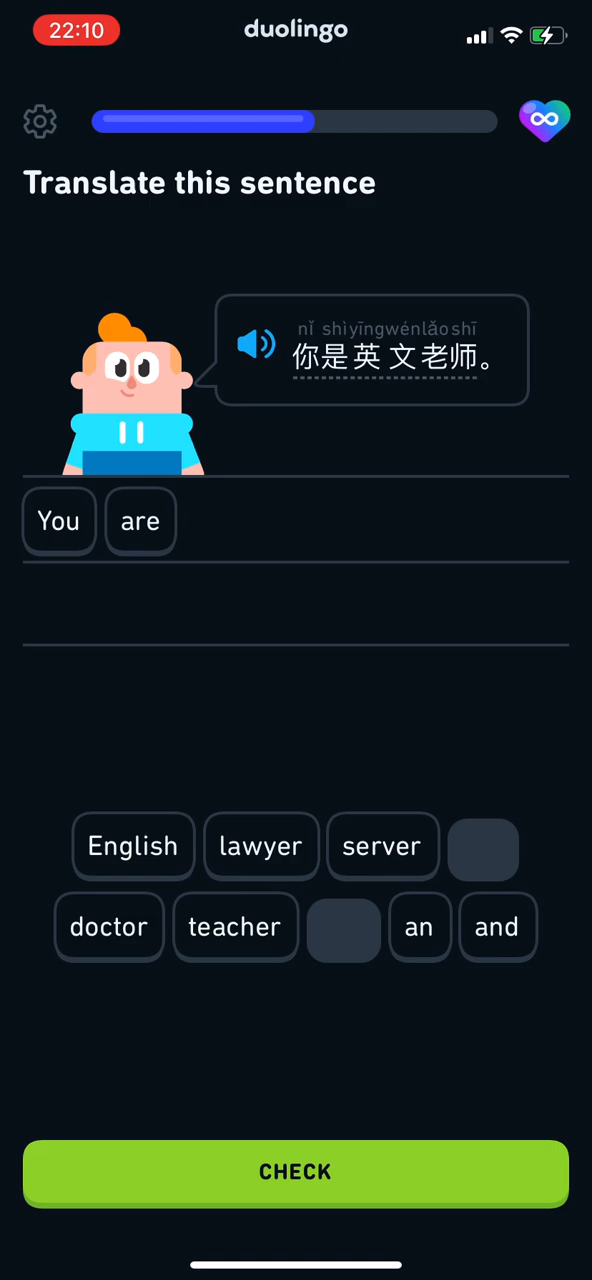 22:10
duolingo
Translate this sentence
nǐ shìyīngwénlǎoshī
你是英文老师。
You are
English lawyer server
doctor teacher an and
CHECK